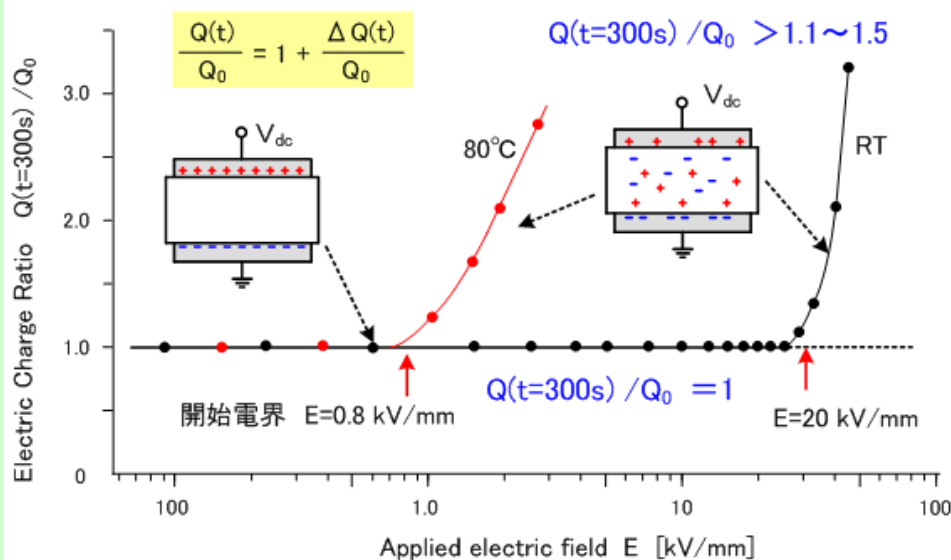 Q(t)
Q₀
= 1 +
Δ Q(t)
Q₀
Q(t=300s) /Q₀ ＞1.1～1.5
Electric Charge Ratio Q(t=300s) /Q₀
3.0
2.0
1.0
0
Vdc
+ + + + + + + + +
- - - - - - - - -
80℃
Vdc
RT
Q(t=300s) /Q₀ ＝1
開始電界 E=0.8 kV/mm
E=20 kV/mm
100
1.0
10
100
Applied electric field E [kV/mm]